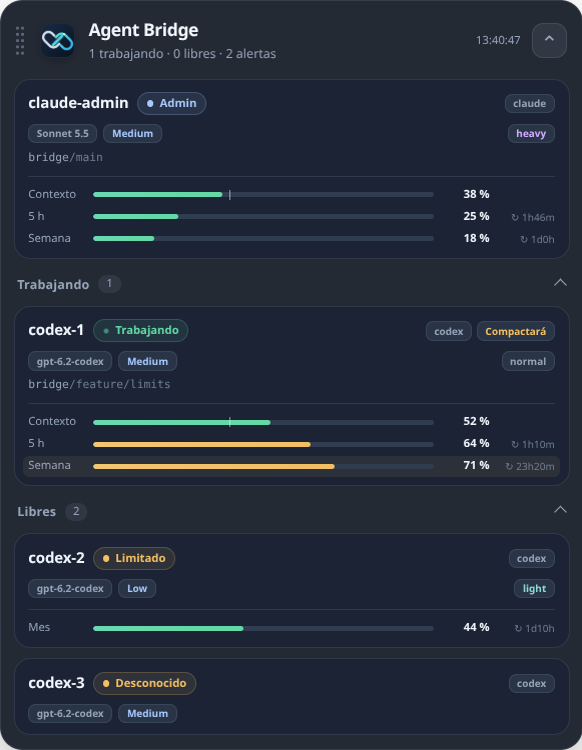 Agent Bridge
1 trabajando · 0 libres · 2 alertas
13:40:47
claude-admin Admin claude
Sonnet 5.5 Medium heavy
bridge/main
Contexto 38 %
5 h 25 % ↻ 1h46m
Semana 18 % ↻ 1d0h
Trabajando 1
codex-1 Trabajando codex Compactará
gpt-6.2-codex Medium normal
bridge/feature/limits
Contexto 52 %
5 h 64 % ↻ 1h10m
Semana 71 % ↻ 23h20m
Libres 2
codex-2 Limitado codex
gpt-6.2-codex Low light
Mes 44 % ↻ 1d10h
codex-3 Desconocido codex
gpt-6.2-codex Medium